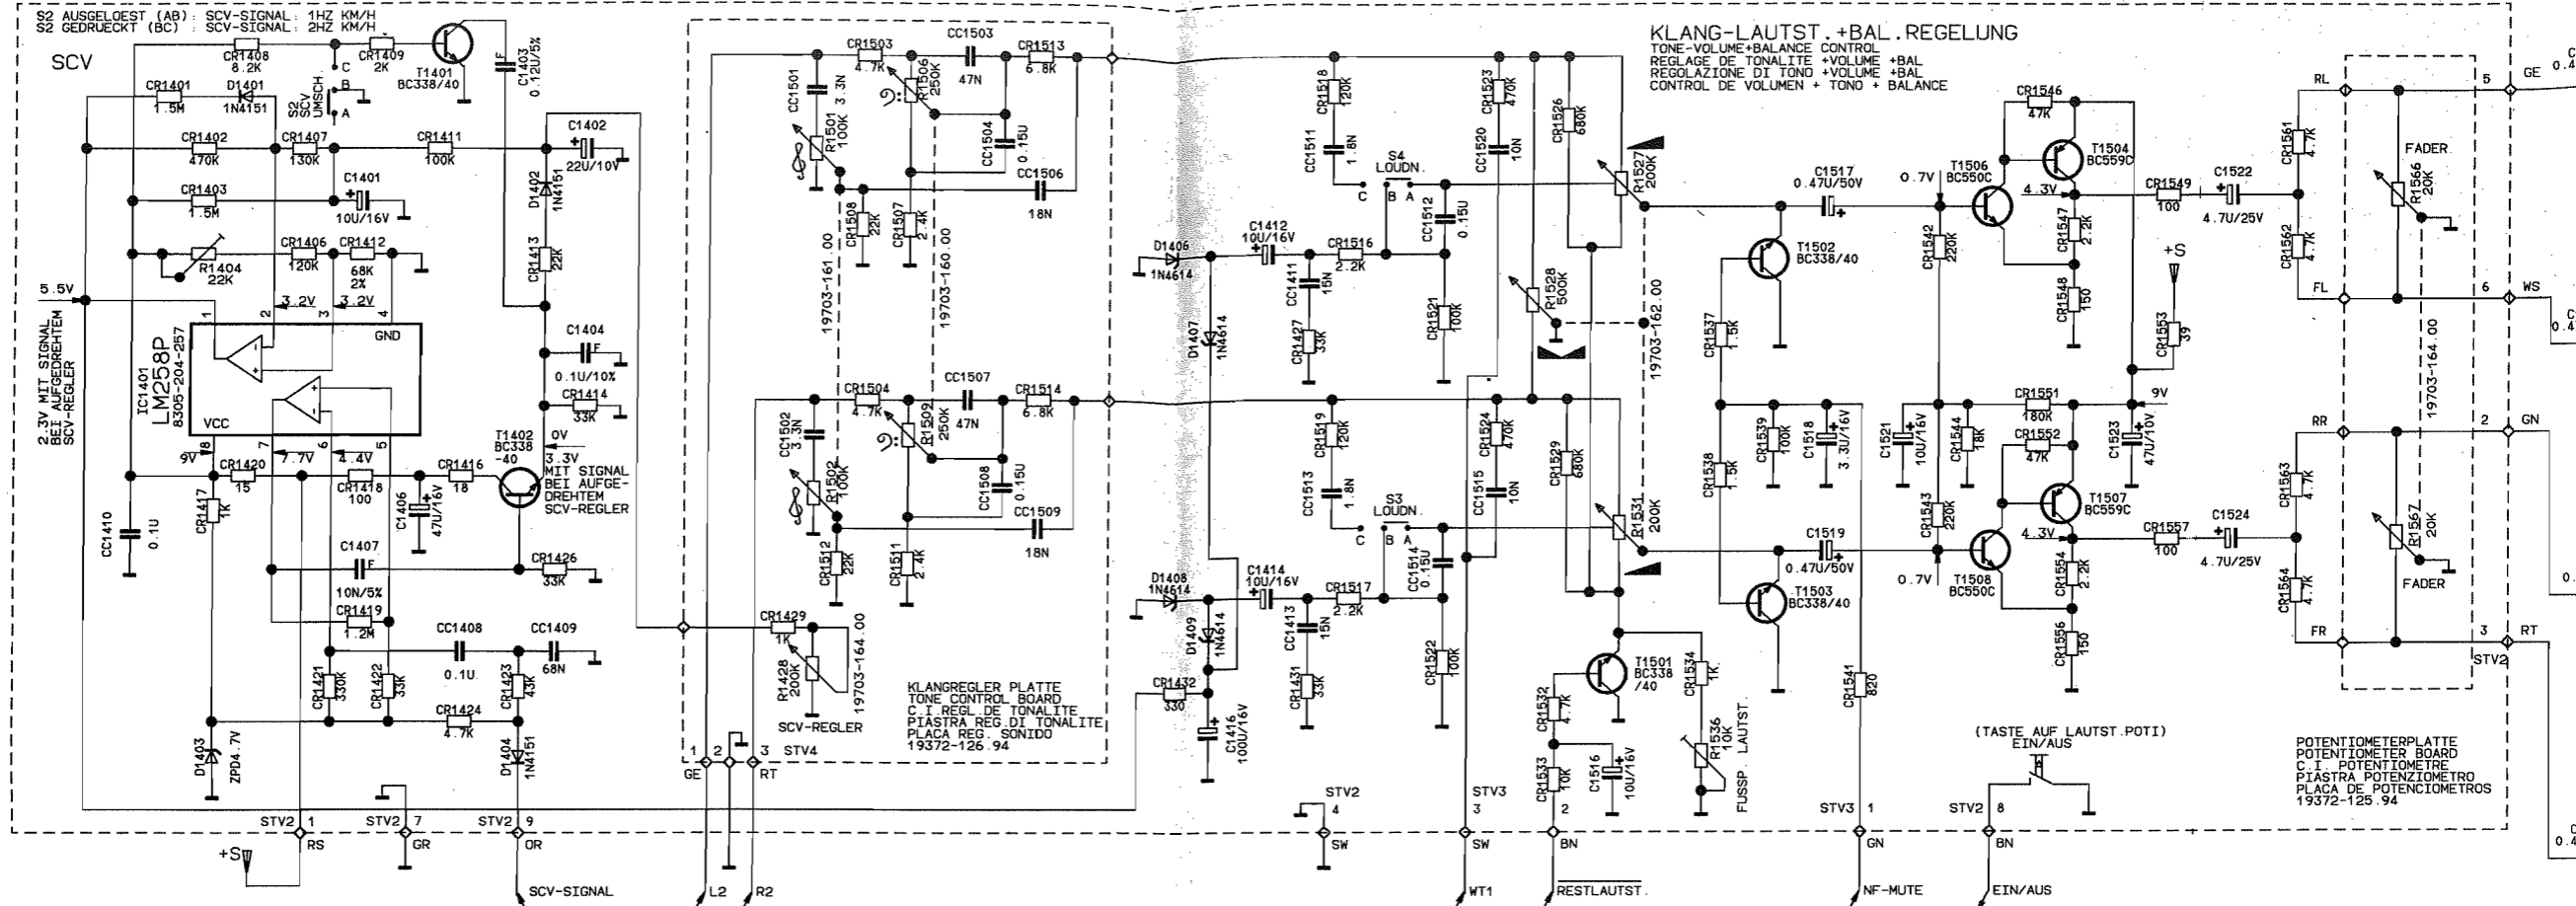 S2 AUSGELOEST (AB) : SCV-SIGNAL : 1HZ KM/H
S2 GEDRUECKT (BC) : SCV-SIGNAL : 2HZ KM/H
SCV
CR1408
8.2K
CR1409
2K
T1401
BC338/40
C1403
0.12U/5%
F
CR1401
1.5M
D1401
1N4151
S2
SCV
UMSCH.
C
B
A
CR1402
470K
CR1407
130K
CR1411
100K
C1402
+
22U/10V
CR1403
1.5M
C1401
+
10U/16V
D1402
1N4151
R1404
22K
CR1406
120K
CR1412
68K
2%
CR1413
22K
5.5V
2.3V MIT SIGNAL
BEI AUFGEDREHTEM
SCV-REGLER
3.2V
3.2V
1
2
3
4
GND
IC1401
LM258P
8305-204-257
VCC
8
7
6
5
9V
7.7V
4.4V
C1404
F
0.1U/10%
CR1414
33K
T1402
BC338
-40
0V
3.3V
MIT SIGNAL
BEI AUFGE-
DREHTEM
SCV-REGLER
CR1420
15
CR1418
100
CR1416
18
CR1417
1K
C1406
47U/16V
+
CC1410
0.1U
C1407
F
10N/5%
CR1426
33K
CR1419
1.2M
CC1408
0.1U
CC1409
68N
CR1421
330K
CR1422
33K
CR1423
43K
CR1424
4.7K
D1403
ZPD4.7V
D1404
1N4151
STV2
1
RS
+S
STV2
7
GR
STV2
9
OR
SCV-SIGNAL
CR1503
4.7K
CC1503
47N
CR1513
6.8K
CC1501
3.3N
R1501
100K
R1506
250K
CC1504
0.15U
CC1506
18N
CR1508
22K
CR1507
2.4K
19703-161.00
19703-160.00
CR1504
4.7K
CC1507
47N
CR1514
6.8K
CC1502
3.3N
R1502
100K
R1509
250K
CC1508
0.15U
CC1509
18N
CR1512
22K
CR1511
2.4K
CR1429
1K
R1428
200K
19703-164.00
SCV-REGLER
KLANGREGLER PLATTE
TONE CONTROL BOARD
C.I.REGL.DE TONALITE
PIASTRA REG.DI TONALITE
PLACA REG. SONIDO
19372-126.94
1
2
3
STV4
GE
RT
L2
R2
D1406
1N4614
D1407
1N4614
C1412
10U/16V
+
CC1411
15N
CR1427
33K
CR1516
2.2K
CR1518
120K
CC1511
1.8N
S4
LOUDN.
C
B
A
CC1512
0.15U
CR1521
100K
CR1523
470K
CC1520
10N
CR1526
680K
R1527
200K
R1528
500K
19703-162.00
D1408
1N4614
D1409
1N4614
C1414
10U/16V
+
CC1413
15N
CR1431
33K
CR1517
2.2K
CR1519
120K
CC1513
1.8N
S3
LOUDN.
C
B
A
CC1514
0.15U
CR1522
100K
CR1524
470K
CC1515
10N
CR1529
680K
R1531
200K
CR1432
330
C1416
100U/16V
+
T1501
BC338
/40
CR1532
4.7K
CR1533
10K
C1516
10U/16V
+
CR1534
1K
R1536
10K
FUSSP. LAUTST.
STV2
4
SW
STV3
3
SW
WT1
2
BN
RESTLAUTST.
KLANG-LAUTST.+BAL.REGELUNG
TONE-VOLUME+BALANCE CONTROL
REGLAGE DE TONALITE +VOLUME +BAL
REGOLAZIONE DI TONO +VOLUME +BAL
CONTROL DE VOLUMEN + TONO + BALANCE
C1517
0.47U/50V
+
T1502
BC338/40
CR1537
1.5K
CR1538
1.5K
CR1539
100K
C1518
3.3U/16V
+
C1519
0.47U/50V
+
T1503
BC338/40
CR1541
820
STV3
1
GN
NF-MUTE
CR1546
47K
T1504
BC559C
T1506
BC550C
0.7V
4.3V
CR1542
220K
CR1547
2.2K
CR1548
150
CR1549
100
C1522
+
4.7U/25V
+S
CR1553
39
9V
CR1551
180K
CR1552
47K
C1521
10U/16V
+
CR1544
18K
C1523
47U/10V
+
CR1543
220K
T1507
BC559C
T1508
BC550C
0.7V
4.3V
CR1554
2.2K
CR1556
150
CR1557
100
C1524
+
4.7U/25V
(TASTE AUF LAUTST.POTI)
EIN/AUS
STV2
8
BN
EIN/AUS
RL
CR1561
4.7K
CR1562
4.7K
FL
FADER
R1566
20K
5
GE
6
WS
19703-164.00
RR
CR1563
4.7K
CR1564
4.7K
FR
R1567
20K
FADER
2
GN
3
RT
STV2
POTENTIOMETERPLATTE
POTENTIOMETER BOARD
C.I. POTENTIOMETRE
PIASTRA POTENZIOMETRO
PLACA DE POTENCIOMETROS
19372-125.94